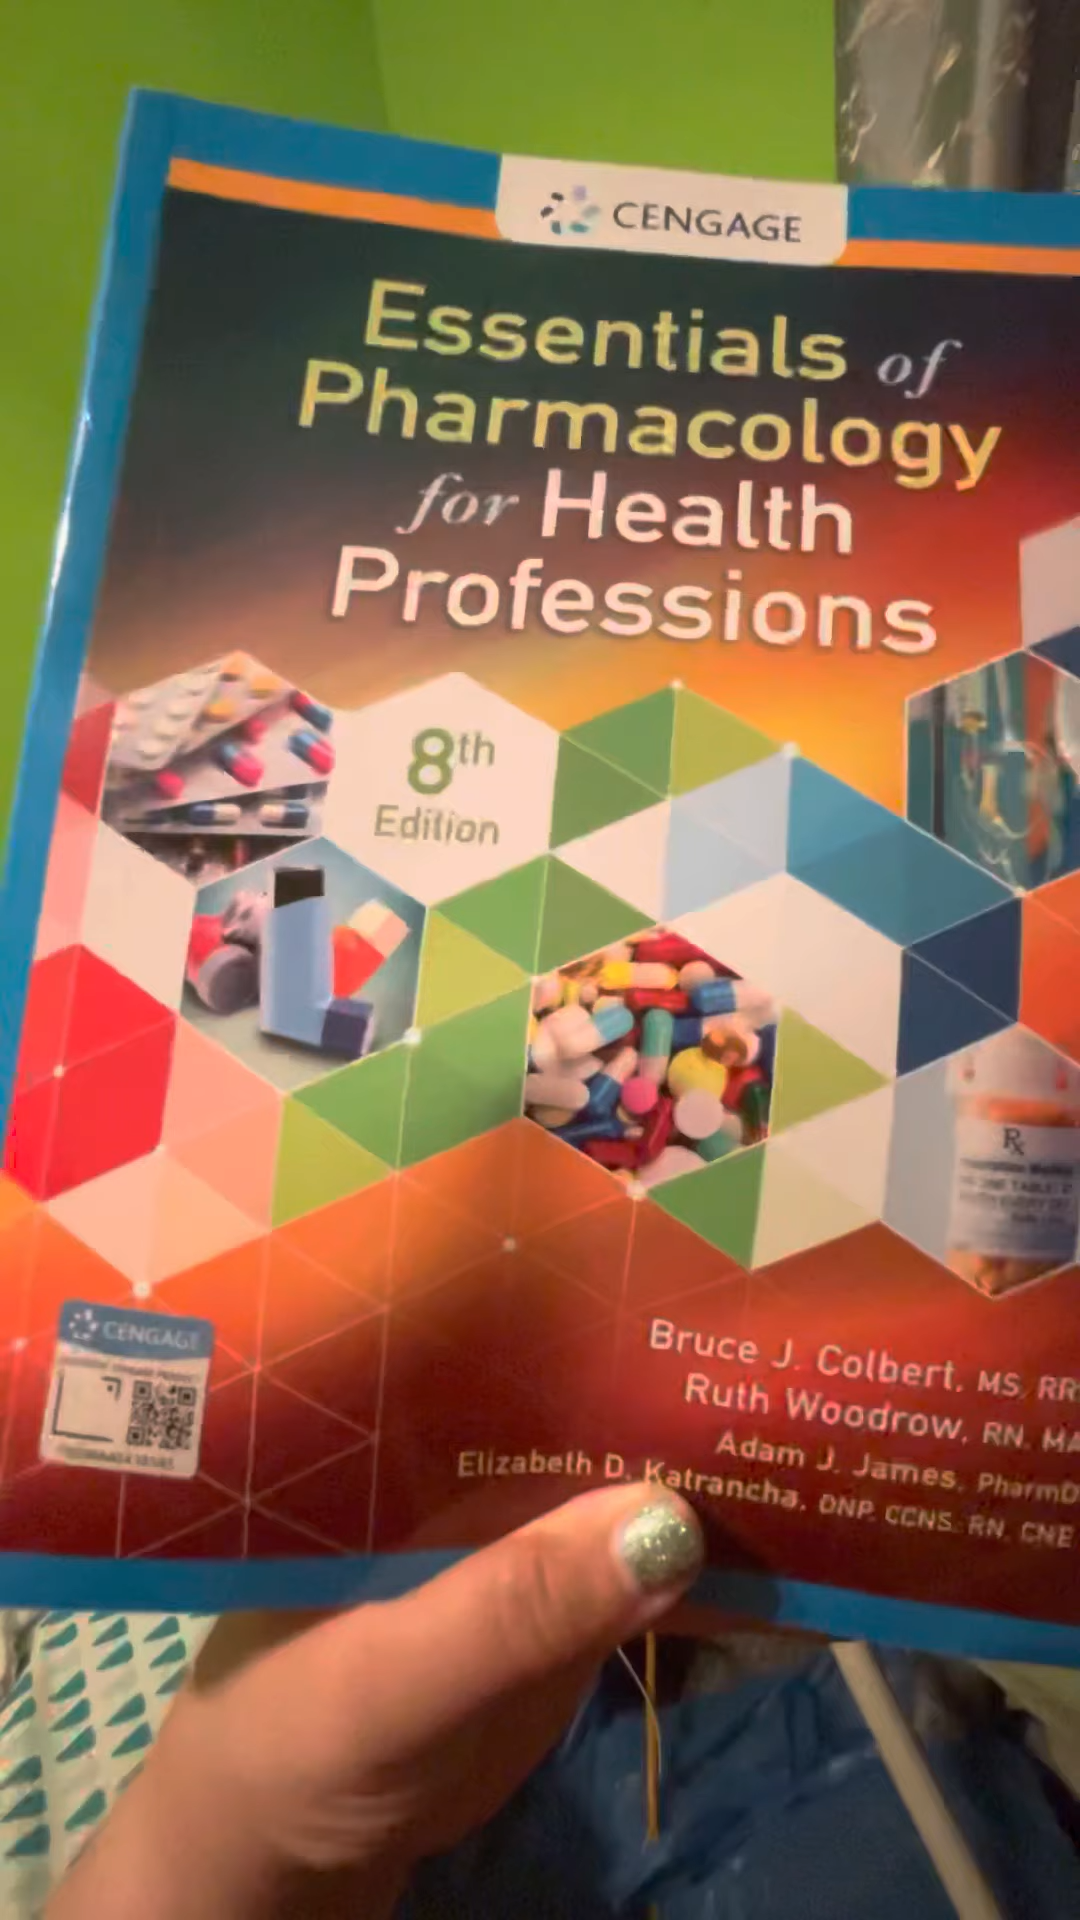 CENGAGE
Essentials of
Pharmacology
for Health
Professions
8th
Edition
Rx
CENGAGE
Bruce J. Colbert, MS, RR
Ruth Woodrow, RN, MA
Adam J. James, PharmD
Elizabeth D. Katrancha, DNP, CCNS, RN, CNE